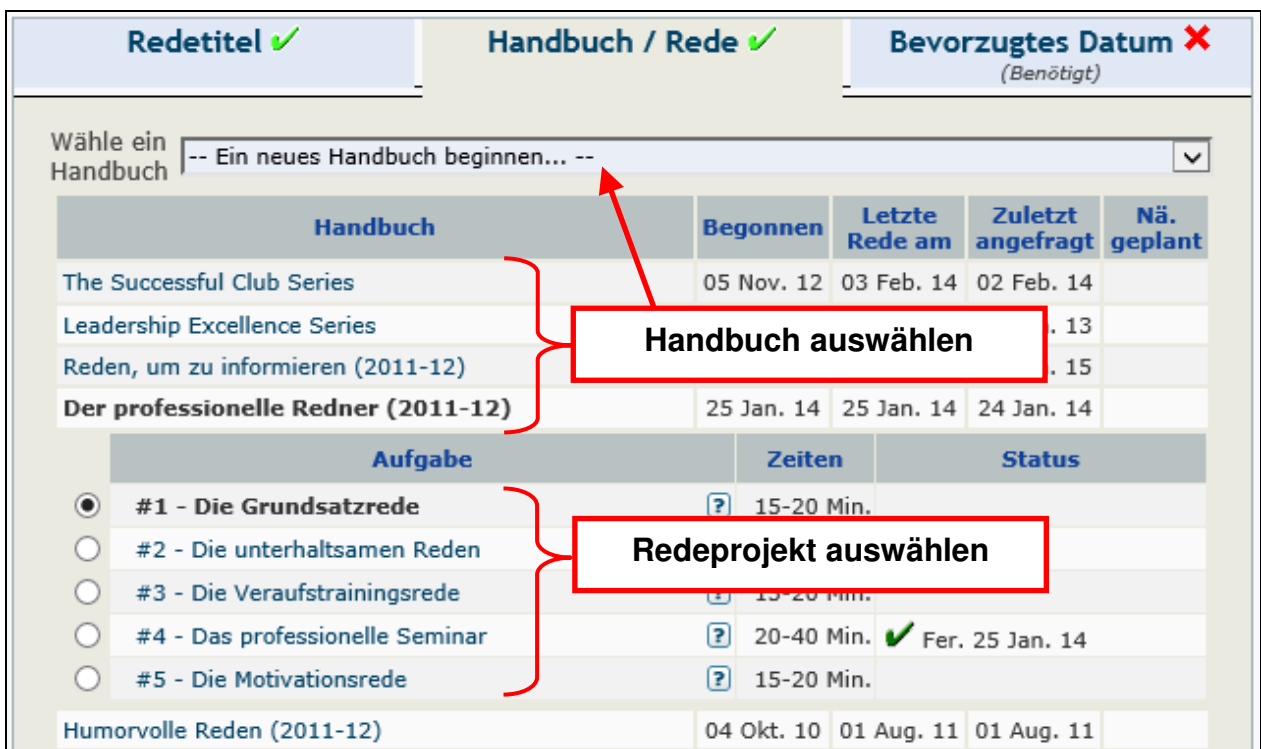 Redetitel Handbuch / Rede Bevorzugtes Datum
(Benötigt)
Wähle ein
Handbuch
-- Ein neues Handbuch beginnen... --
Handbuch Begonnen Letzte Rede am Zuletzt angefragt Nä. geplant
The Successful Club Series 05 Nov. 12 03 Feb. 14 02 Feb. 14
Leadership Excellence Series 13
Handbuch auswählen
Reden, um zu informieren (2011-12) 15
Der professionelle Redner (2011-12) 25 Jan. 14 25 Jan. 14 24 Jan. 14
Aufgabe Zeiten Status
#1 - Die Grundsatzrede ? 15-20 Min.
#2 - Die unterhaltsamen Reden
Redeprojekt auswählen
#3 - Die Veraufstrainingsrede ? 15-20 Min.
#4 - Das professionelle Seminar ? 20-40 Min. Fer. 25 Jan. 14
#5 - Die Motivationsrede ? 15-20 Min.
Humorvolle Reden (2011-12) 04 Okt. 10 01 Aug. 11 01 Aug. 11